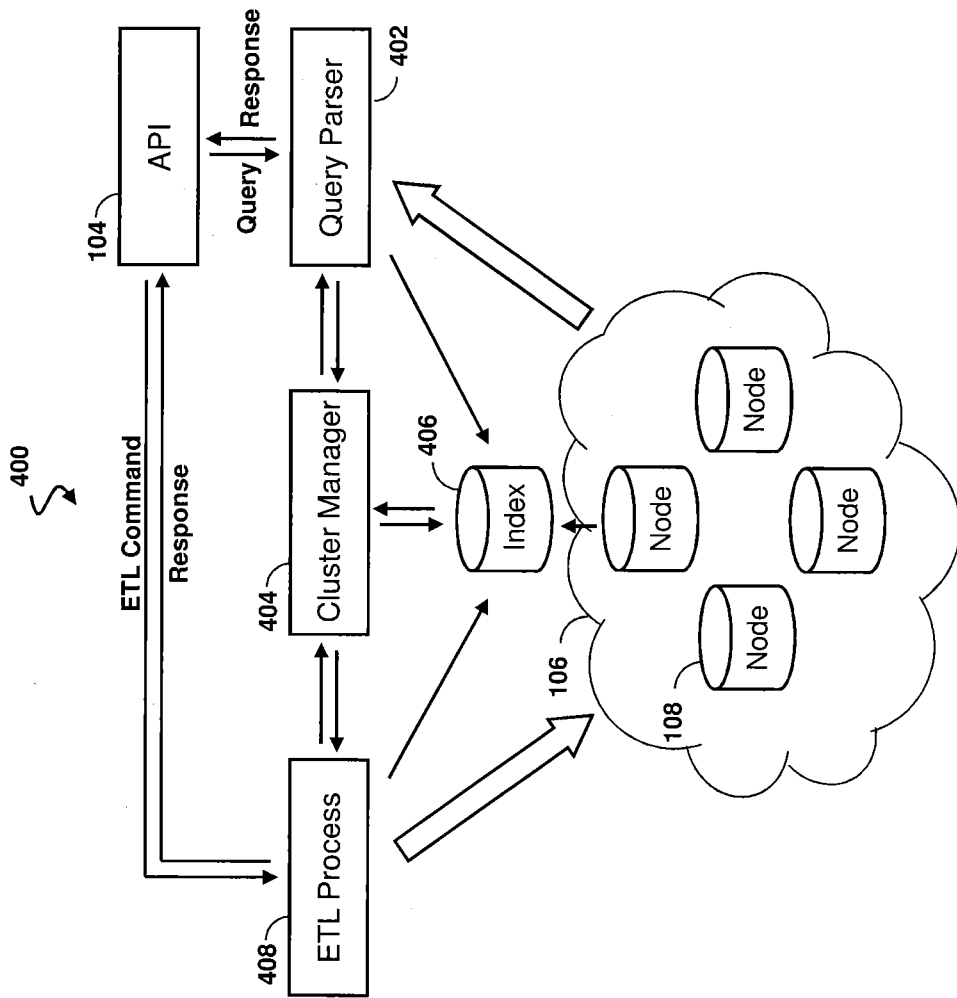 400
ETL Command
Response
104
API
Query
Response
408
ETL Process
404
Cluster Manager
Query Parser
402
406
Index
106
108
Node
Node
Node
Node